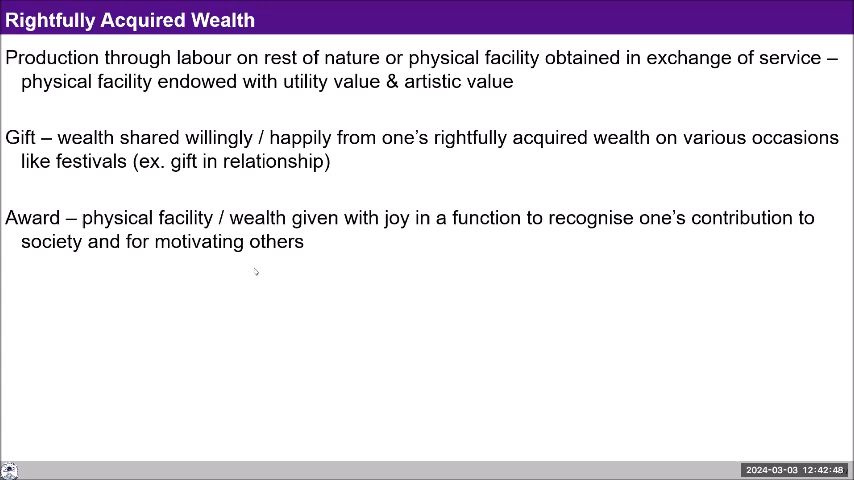 Rightfully Acquired Wealth
Production through labour on rest of nature or physical facility obtained in exchange of service –
physical facility endowed with utility value & artistic value
Gift – wealth shared willingly / happily from one’s rightfully acquired wealth on various occasions
like festivals (ex. gift in relationship)
Award – physical facility / wealth given with joy in a function to recognise one’s contribution to
society and for motivating others
2024-03-03 12:42:48